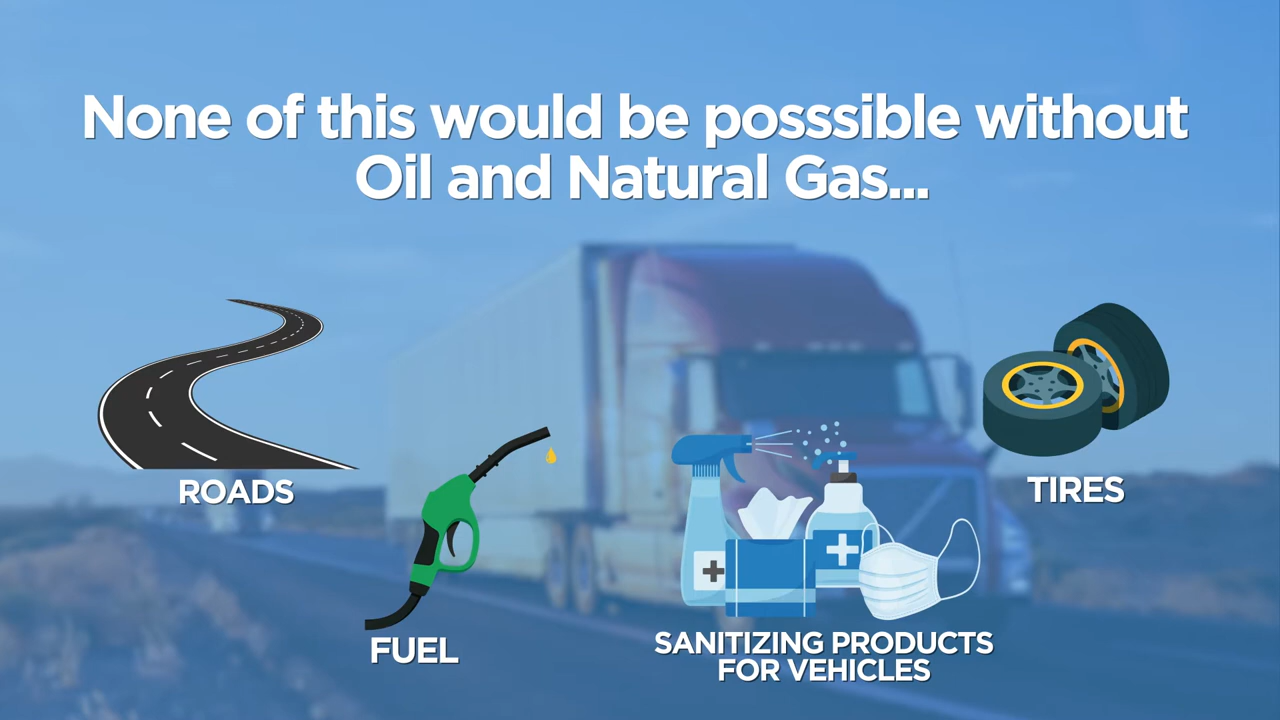 None of this would be posssible without
Oil and Natural Gas...
ROADS
TIRES
FUEL
SANITIZING PRODUCTS
FOR VEHICLES